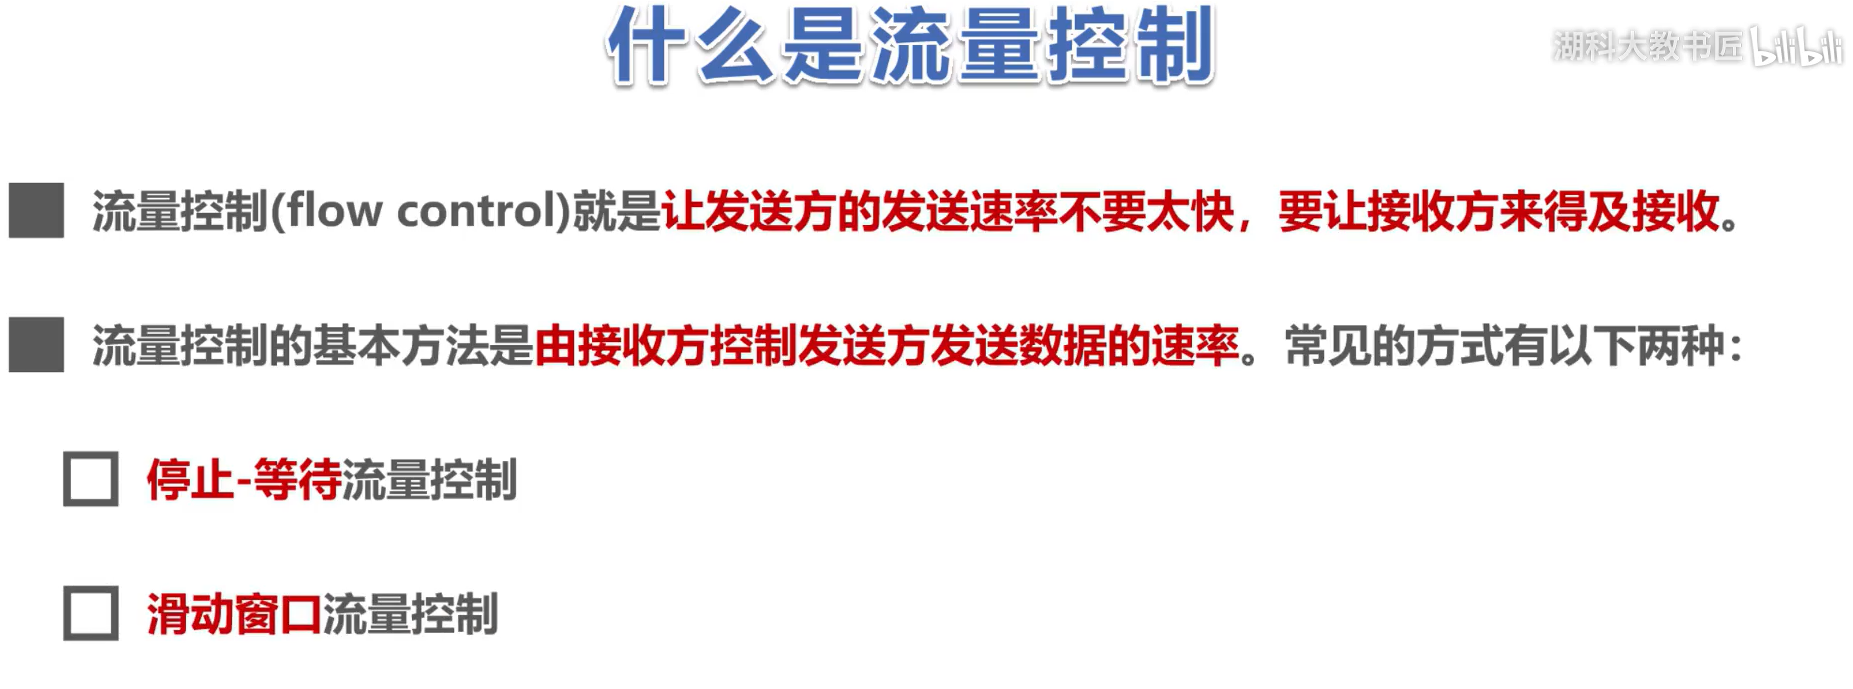 什么是流量控制
湖科大教书匠 bilibili
流量控制(flow control)就是让发送方的发送速率不要太快，要让接收方来得及接收。
流量控制的基本方法是由接收方控制发送方发送数据的速率。常见的方式有以下两种：
停止-等待流量控制
滑动窗口流量控制